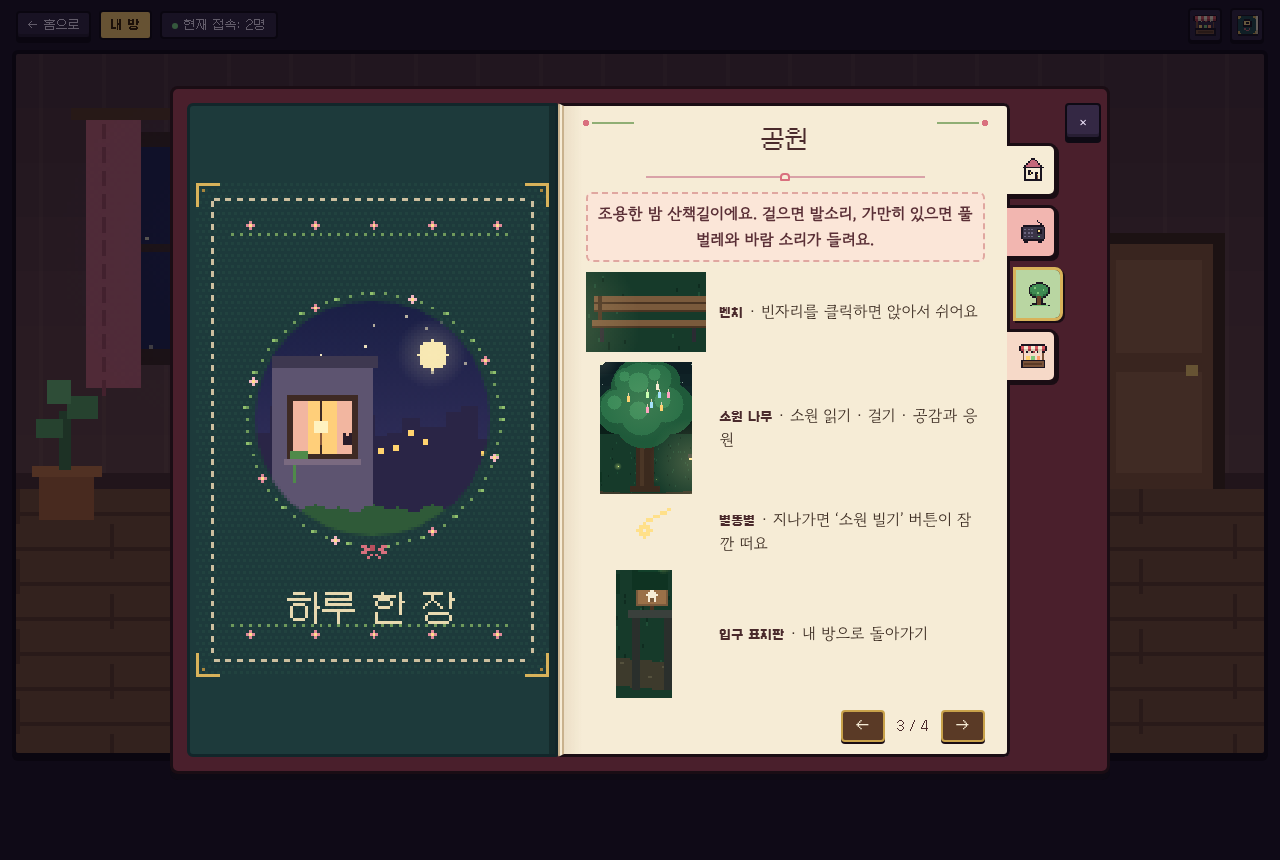 ← 홈으로
내 방
현재 접속: 2명
×
하루 한 장
공원
조용한 밤 산책길이에요. 걸으면 발소리, 가만히 있으면 풀
벌레와 바람 소리가 들려요.
벤치 · 빈자리를 클릭하면 앉아서 쉬어요
소원 나무 · 소원 읽기 · 걸기 · 공감과 응
원
별똥별 · 지나가면 ‘소원 빌기’ 버튼이 잠
깐 떠요
입구 표지판 · 내 방으로 돌아가기
← 3 / 4 →